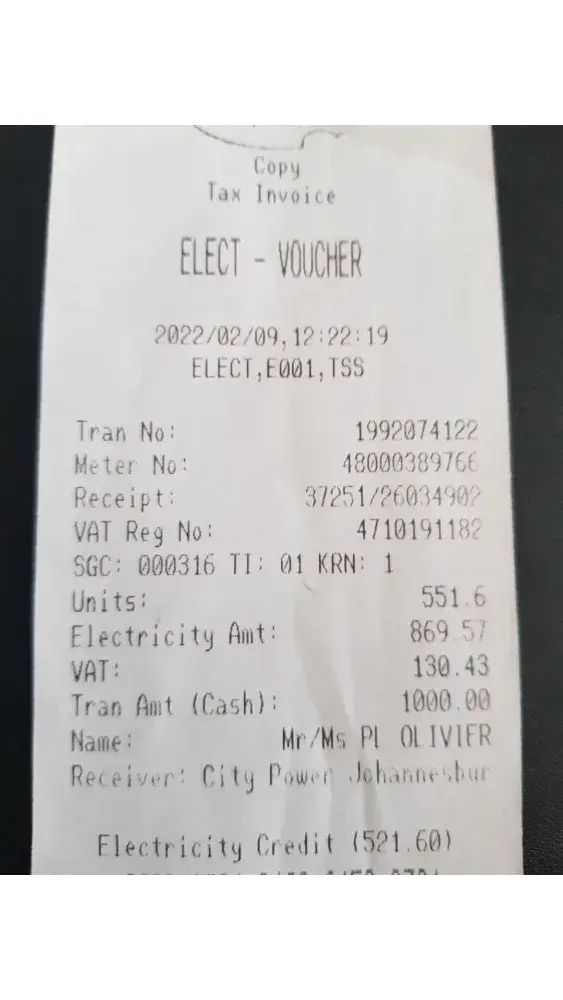 Copy
Tax Invoice
ELECT - VOUCHER
2022/02/09,12:22:19
ELECT,E001,TSS
Tran No: 1992074122
Meter No: 48000389766
Receipt: 37251/26034902
VAT Reg No: 4710191182
SGC: 000316 TI: 01 KRN: 1
Units: 551.6
Electricity Amt: 869.57
VAT: 130.43
Tran Amt (Cash): 1000.00
Name: Mr/Ms PL OLIVIER
Receiver: City Power Johannesbur
Electricity Credit (521.60)